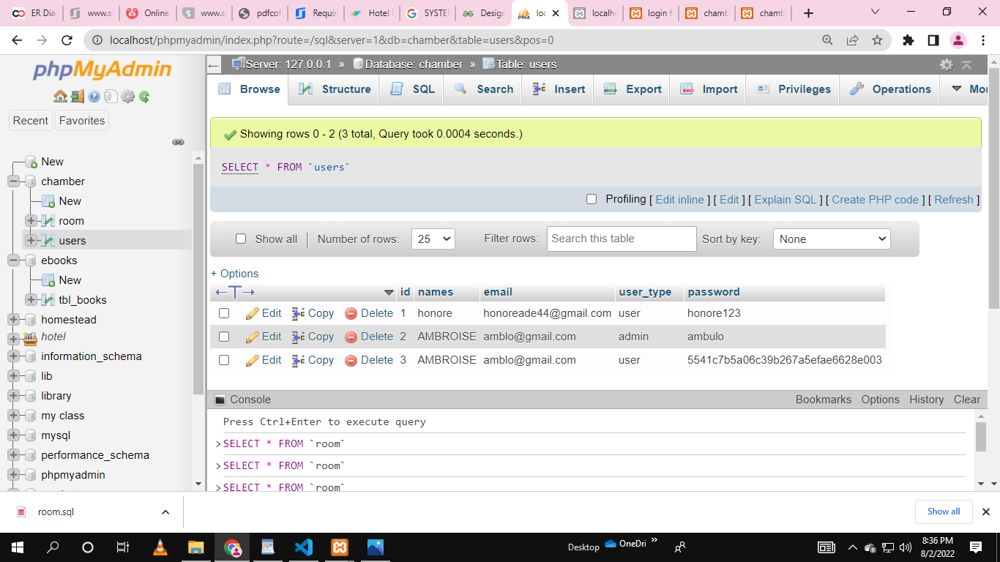 ER Dia
www.s
Online
www.s
pdfcof
Requir
Hotel
SYSTE
Design
loc
localh
login f
chamb
chamb
localhost/phpmyadmin/index.php?route=/sql&server=1&db=chamber&table=users&pos=0
phpMyAdmin
Recent Favorites
New
chamber
New
room
users
ebooks
New
tbl_books
homestead
hotel
information_schema
lib
library
my class
mysql
performance_schema
phpmyadmin
Server: 127.0.0.1 » Database: chamber » Table: users
Browse Structure SQL Search Insert Export Import Privileges Operations Mor
Showing rows 0 - 2 (3 total, Query took 0.0004 seconds.)
SELECT * FROM `users`
Profiling [ Edit inline ] [ Edit ] [ Explain SQL ] [ Create PHP code ] [ Refresh ]
Show all Number of rows: 25 Filter rows: Search this table Sort by key: None
+ Options
←T→ id names email user_type password
Edit Copy Delete 1 honore honoreade44@gmail.com user honore123
Edit Copy Delete 2 AMBROISE amblo@gmail.com admin ambulo
Edit Copy Delete 3 AMBROISE amblo@gmail.com user 5541c7b5a06c39b267a5efae6628e003
Console Bookmarks Options History Clear
Press Ctrl+Enter to execute query
>SELECT * FROM `room`
>SELECT * FROM `room`
>SELECT * FROM `room`
room.sql Show all
Desktop OneDri »
8:36 PM
8/2/2022